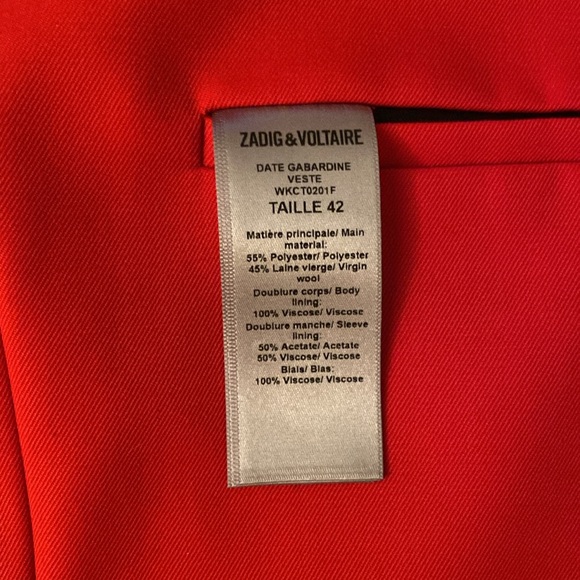 ZADIG & VOLTAIRE
DATE GABARDINE
VESTE
WKCT0201F
TAILLE 42
Matière principale/ Main
material:
55% Polyester/ Polyester
45% Laine vierge/ Virgin
wool
Doublure corps/ Body
lining:
100% Viscose/ Viscose
Doublure manche/ Sleeve
lining:
50% Acetate/ Acetate
50% Viscose/ Viscose
Biais/ Bias:
100% Viscose/ Viscose